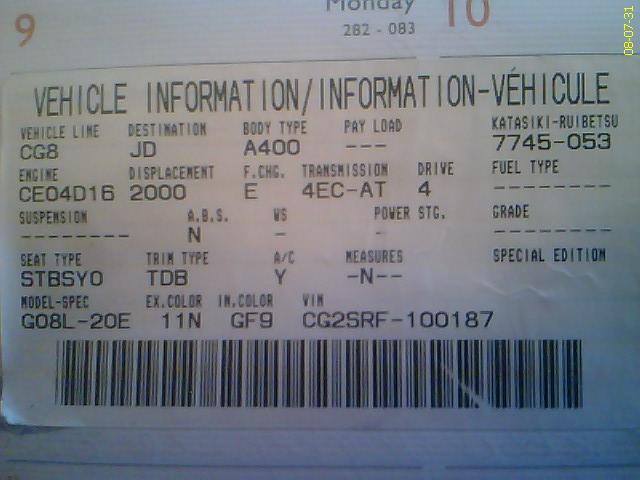 9
Monday
10
282 - 083
08-07-31
VEHICLE INFORMATION/INFORMATION-VÉHICULE
VEHICLE LINE DESTINATION BODY TYPE PAY LOAD KATASIKI-RUIBETSU
CG8 JD A400 --- 7745-053
ENGINE DISPLACEMENT F.CHG. TRANSMISSION DRIVE FUEL TYPE
CE04D16 2000 E 4EC-AT 4 --------
SUSPENSION A.B.S. WS POWER STG. GRADE
-------- N - - --------
SEAT TYPE TRIM TYPE A/C MEASURES SPECIAL EDITION
STBSY0 TDB Y -N--
MODEL-SPEC EX.COLOR IN.COLOR VIN
G08L-20E 11N GF9 CG2SRF-100187